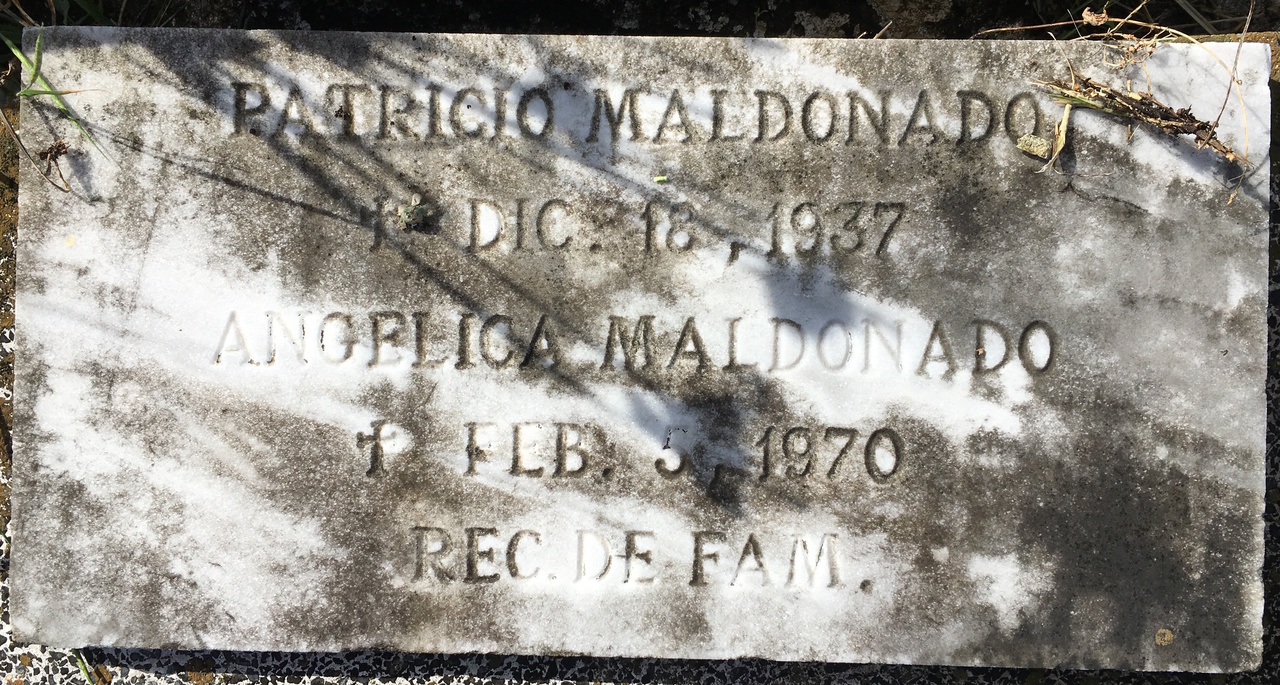 PATRICIO MALDONADO
† DIC. 18, 1937
ANGELICA MALDONADO
† FEB. 5, 1970
REC. DE FAM.